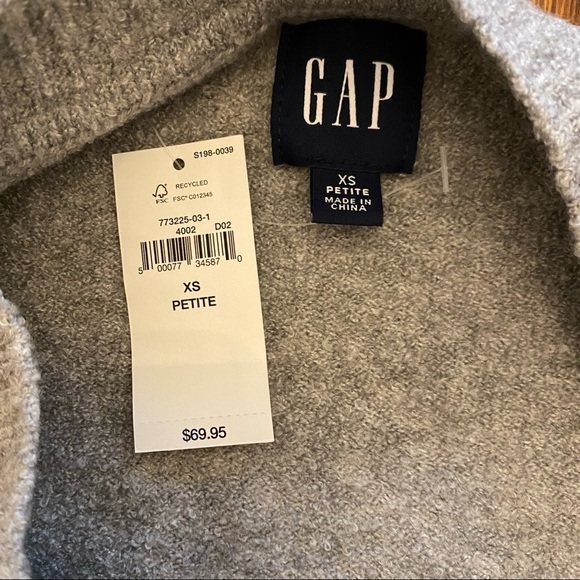 GAP
XS
PETITE
MADE IN
CHINA
S198-0039
FSC
RECYCLED
FSC® C012345
773225-03-1
4002 D02
5 00077 34587 0
XS
PETITE
$69.95